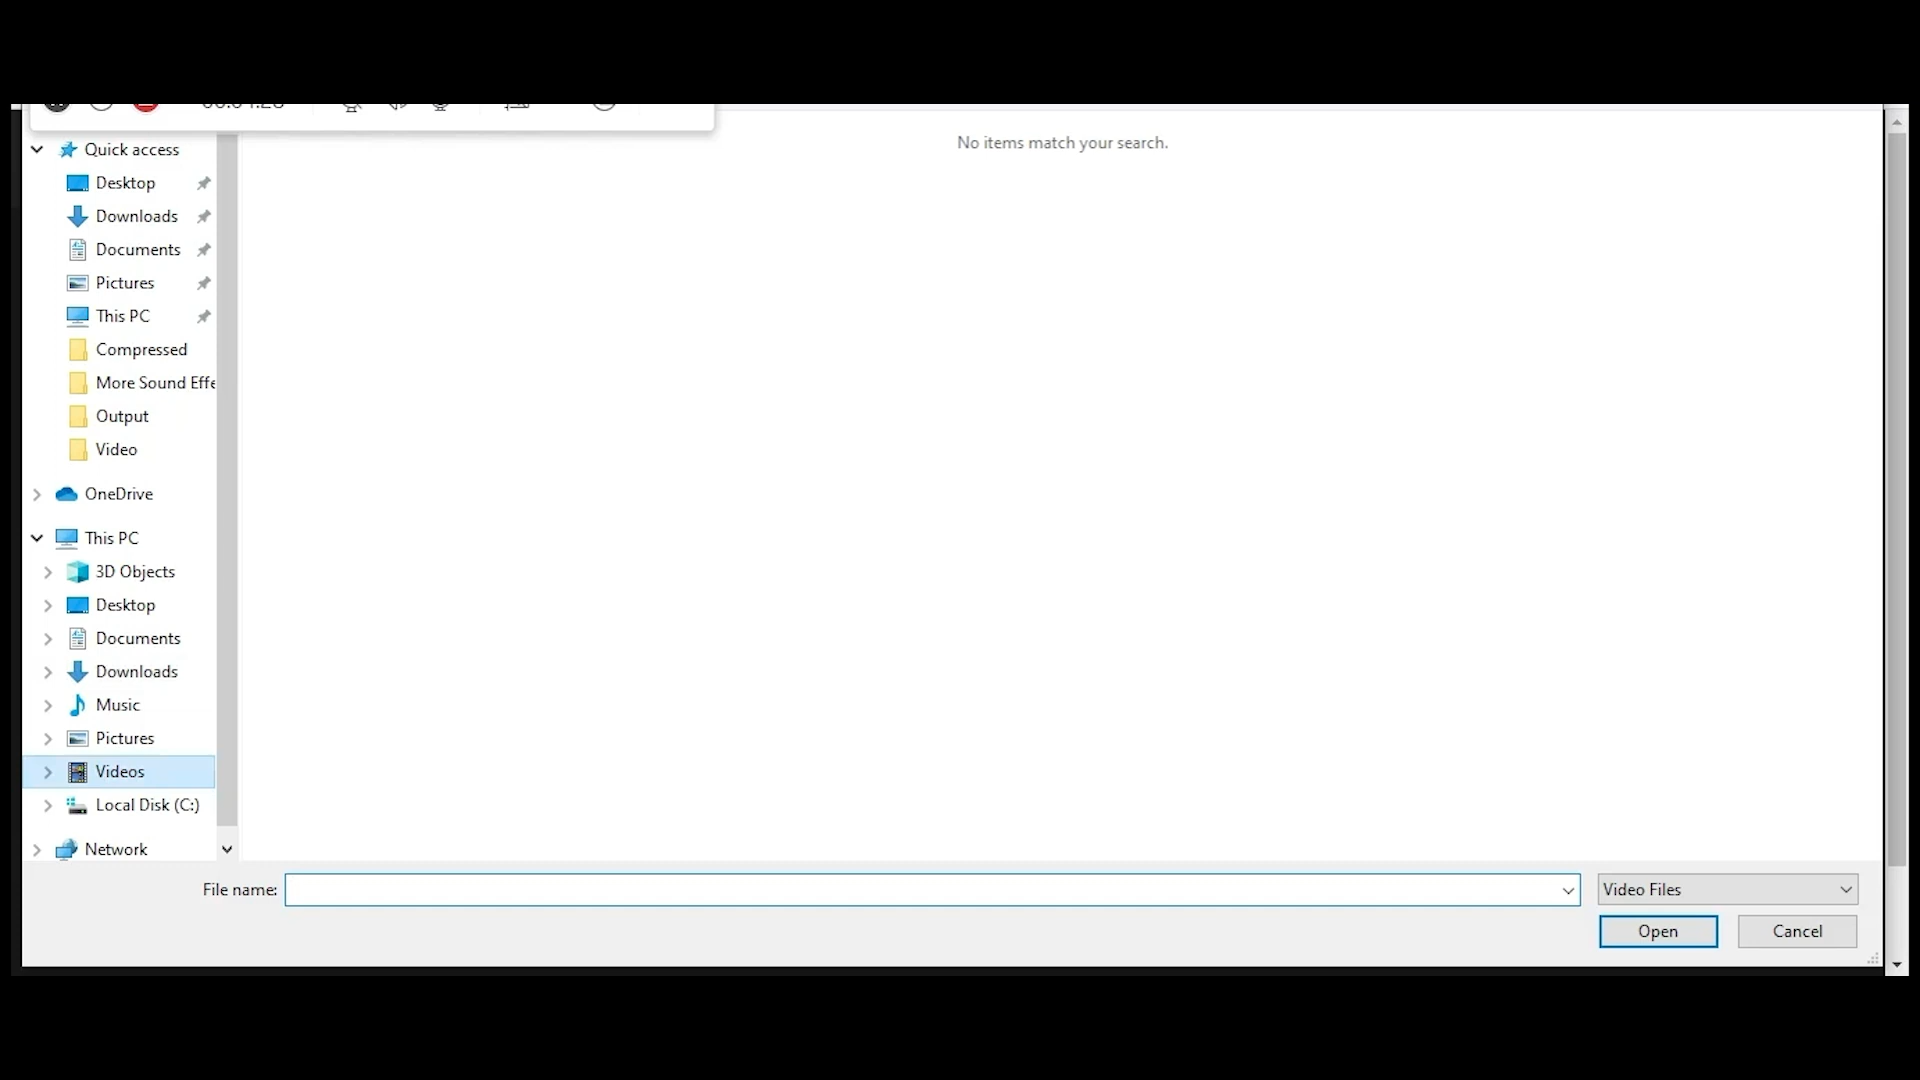 No items match your search.
Quick access
Desktop
Downloads
Documents
Pictures
This PC
Compressed
More Sound Effe
Output
Video
OneDrive
This PC
3D Objects
Desktop
Documents
Downloads
Music
Pictures
Videos
Local Disk (C:)
Network
File name:
Video Files
Open
Cancel